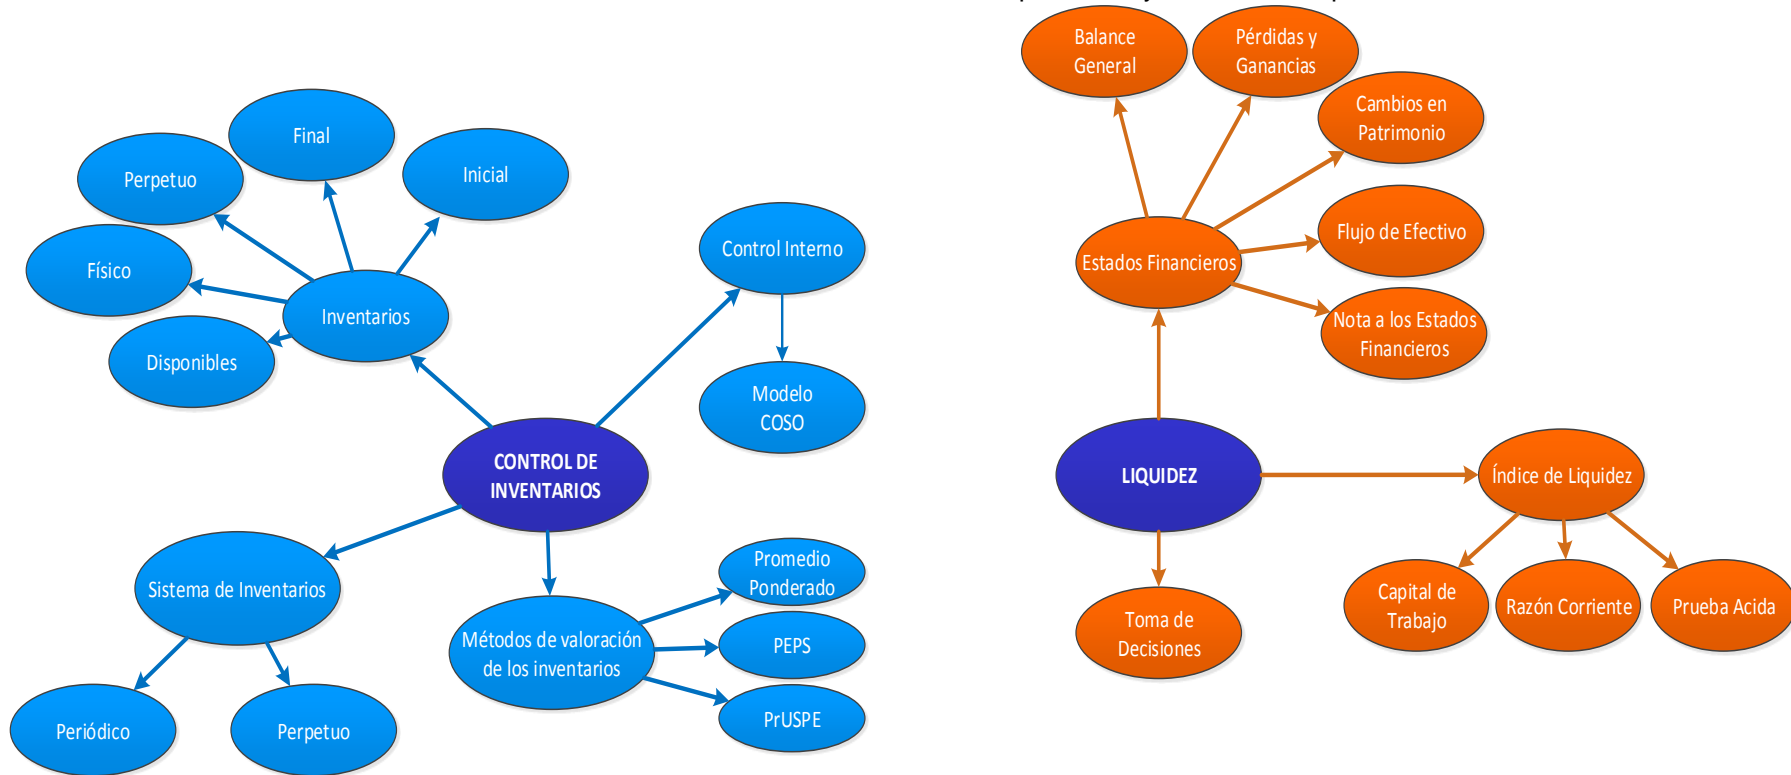 Final
Inicial
Perpetuo
Físico
Inventarios
Disponibles
Control Interno
Modelo
COSO
CONTROL DE
INVENTARIOS
Sistema de Inventarios
Periódico
Perpetuo
Métodos de valoración
de los inventarios
Promedio
Ponderado
PEPS
PrUSPE
Balance
General
Pérdidas y
Ganancias
Cambios en
Patrimonio
Flujo de Efectivo
Estados Financieros
Nota a los Estados
Financieros
LIQUIDEZ
Índice de Liquidez
Capital de
Trabajo
Razón Corriente
Prueba Acida
Toma de
Decisiones